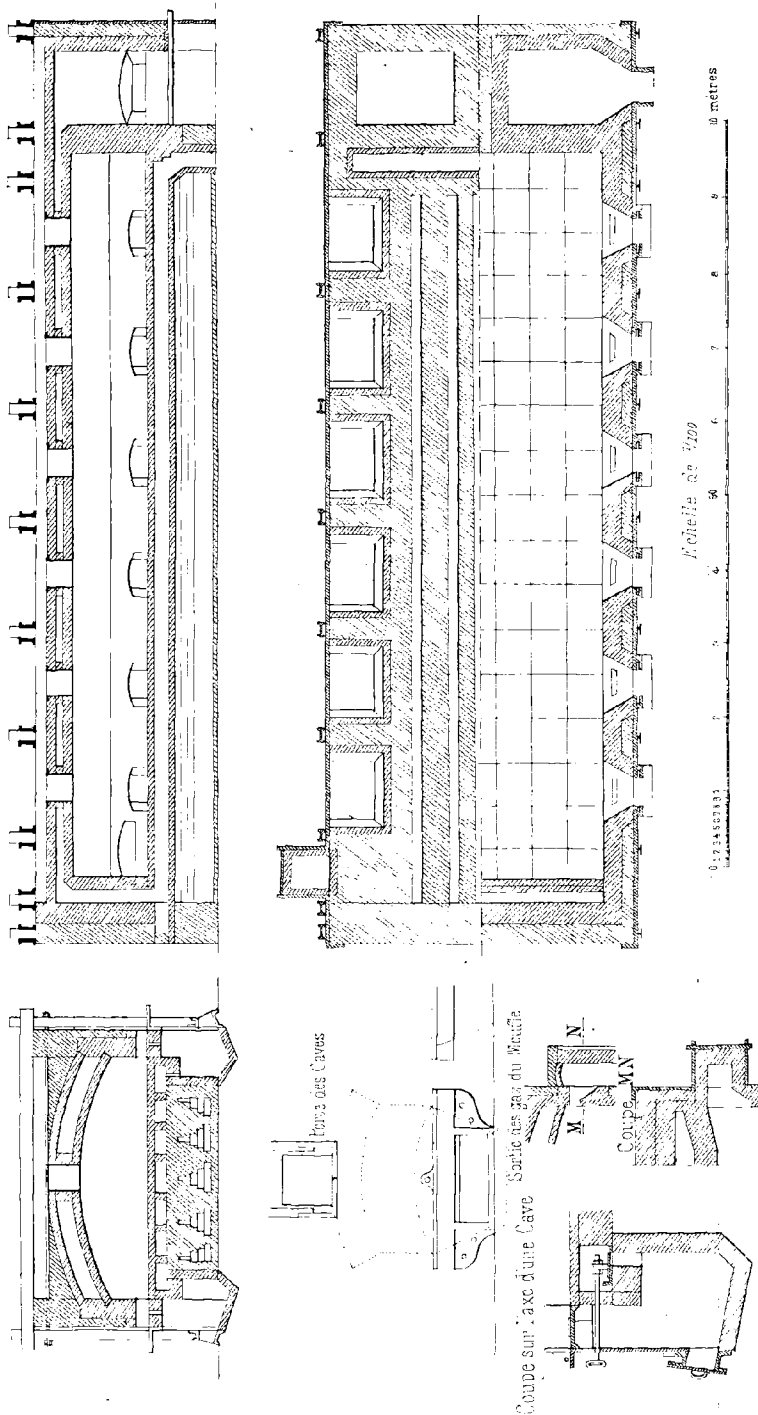 Porte des Caves
Coupe sur l'axe d'une Cave
Sortie des gaz du Moufle
M
N
Coupe MN
Echelle de 1/100
10 mètres